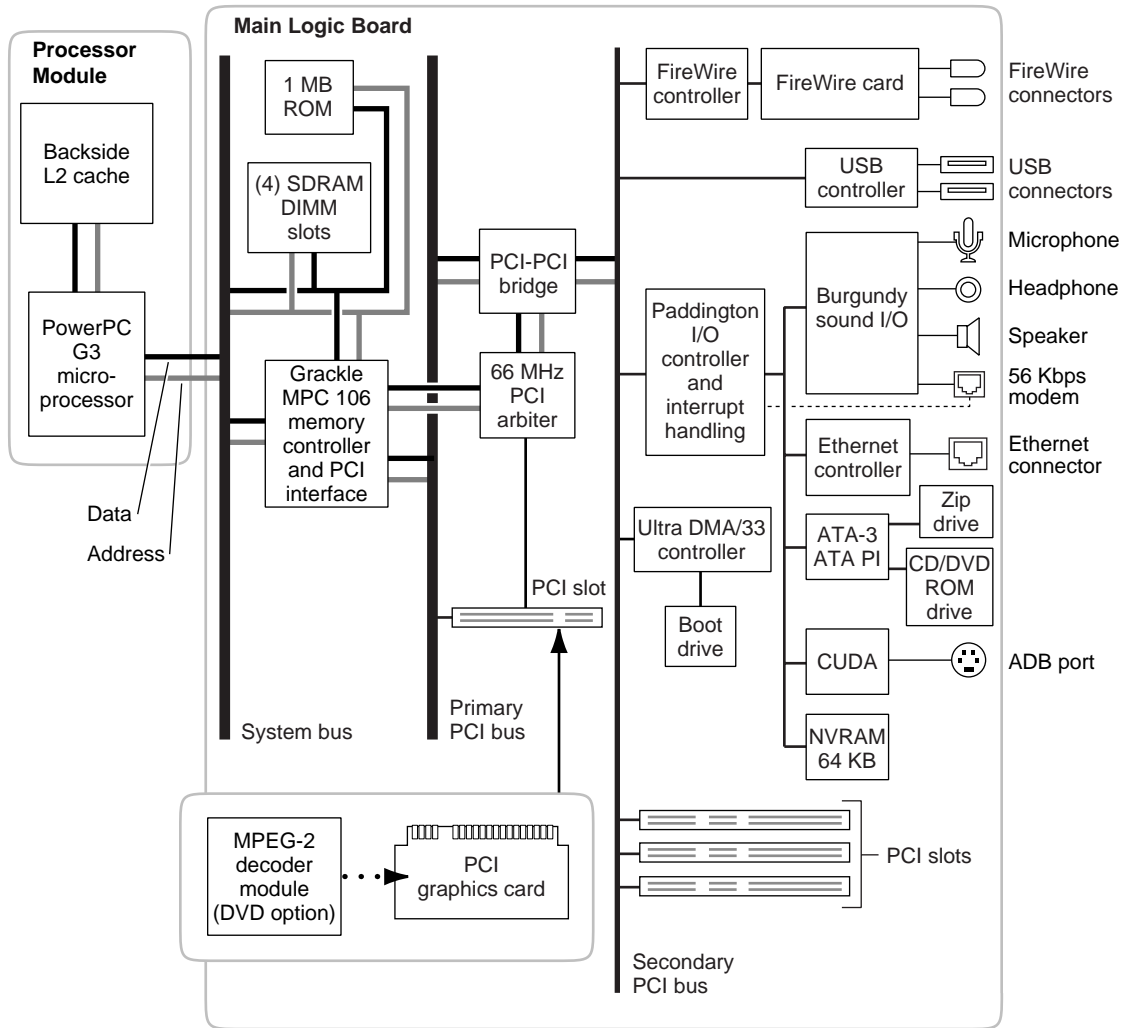 Main Logic Board
Processor
Module
Backside
L2 cache
PowerPC
G3
micro-
processor
Data
Address
1 MB
ROM
(4) SDRAM
DIMM
slots
Grackle
MPC 106
memory
controller
and PCI
interface
System bus
PCI-PCI
bridge
66 MHz
PCI
arbiter
PCI slot
Primary
PCI bus
MPEG-2
decoder
module
(DVD option)
PCI
graphics card
FireWire
controller
FireWire card
FireWire
connectors
USB
controller
USB
connectors
Paddington
I/O
controller
and
interrupt
handling
Burgundy
sound I/O
Microphone
Headphone
Speaker
56 Kbps
modem
Ethernet
controller
Ethernet
connector
Ultra DMA/33
controller
Boot
drive
ATA-3
ATA PI
Zip
drive
CD/DVD
ROM
drive
CUDA
ADB port
NVRAM
64 KB
PCI slots
Secondary
PCI bus